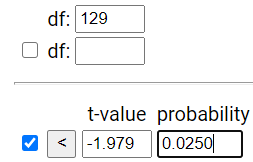 df: 129
df:
t-value probability
< -1.979 0.0250